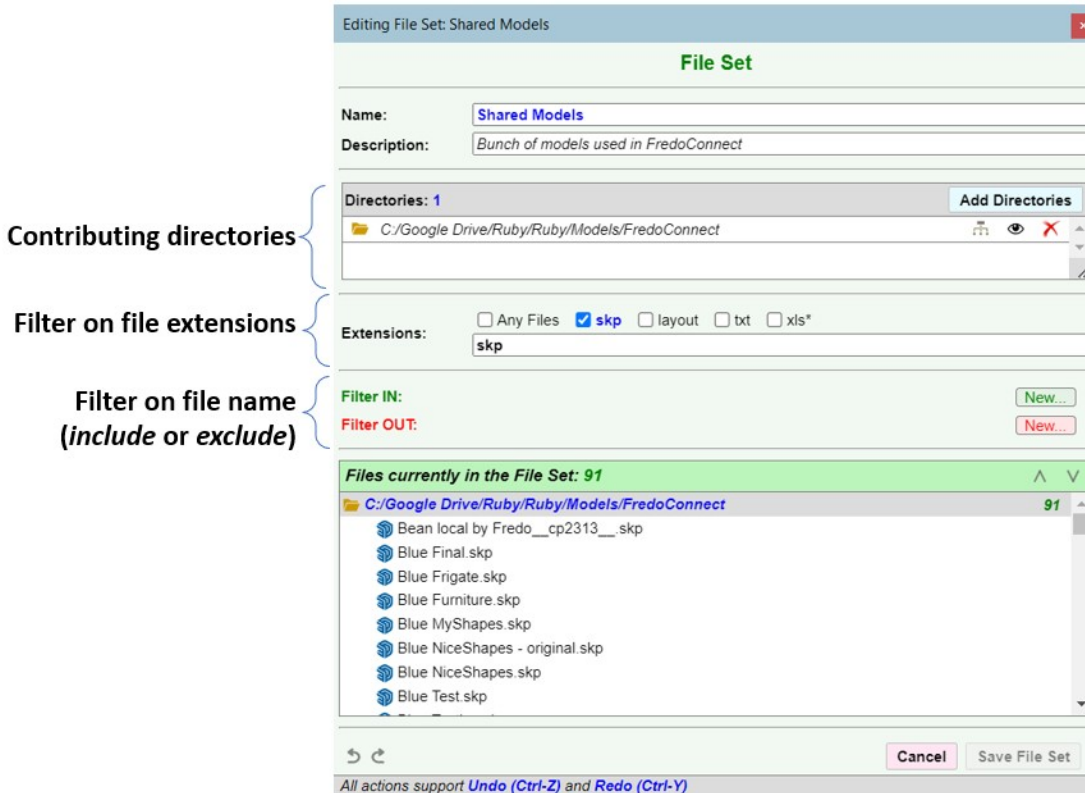 Editing File Set: Shared Models
File Set
Name: Shared Models
Description: Bunch of models used in FredoConnect
Contributing directories
Directories: 1 Add Directories
C:/Google Drive/Ruby/Ruby/Models/FredoConnect
Filter on file extensions
Extensions: Any Files skp layout txt xls*
skp
Filter on file name
(include or exclude)
Filter IN: New...
Filter OUT: New...
Files currently in the File Set: 91
C:/Google Drive/Ruby/Ruby/Models/FredoConnect 91
Bean local by Fredo__cp2313__.skp
Blue Final.skp
Blue Frigate.skp
Blue Furniture.skp
Blue MyShapes.skp
Blue NiceShapes - original.skp
Blue NiceShapes.skp
Blue Test.skp
Cancel Save File Set
All actions support Undo (Ctrl-Z) and Redo (Ctrl-Y)